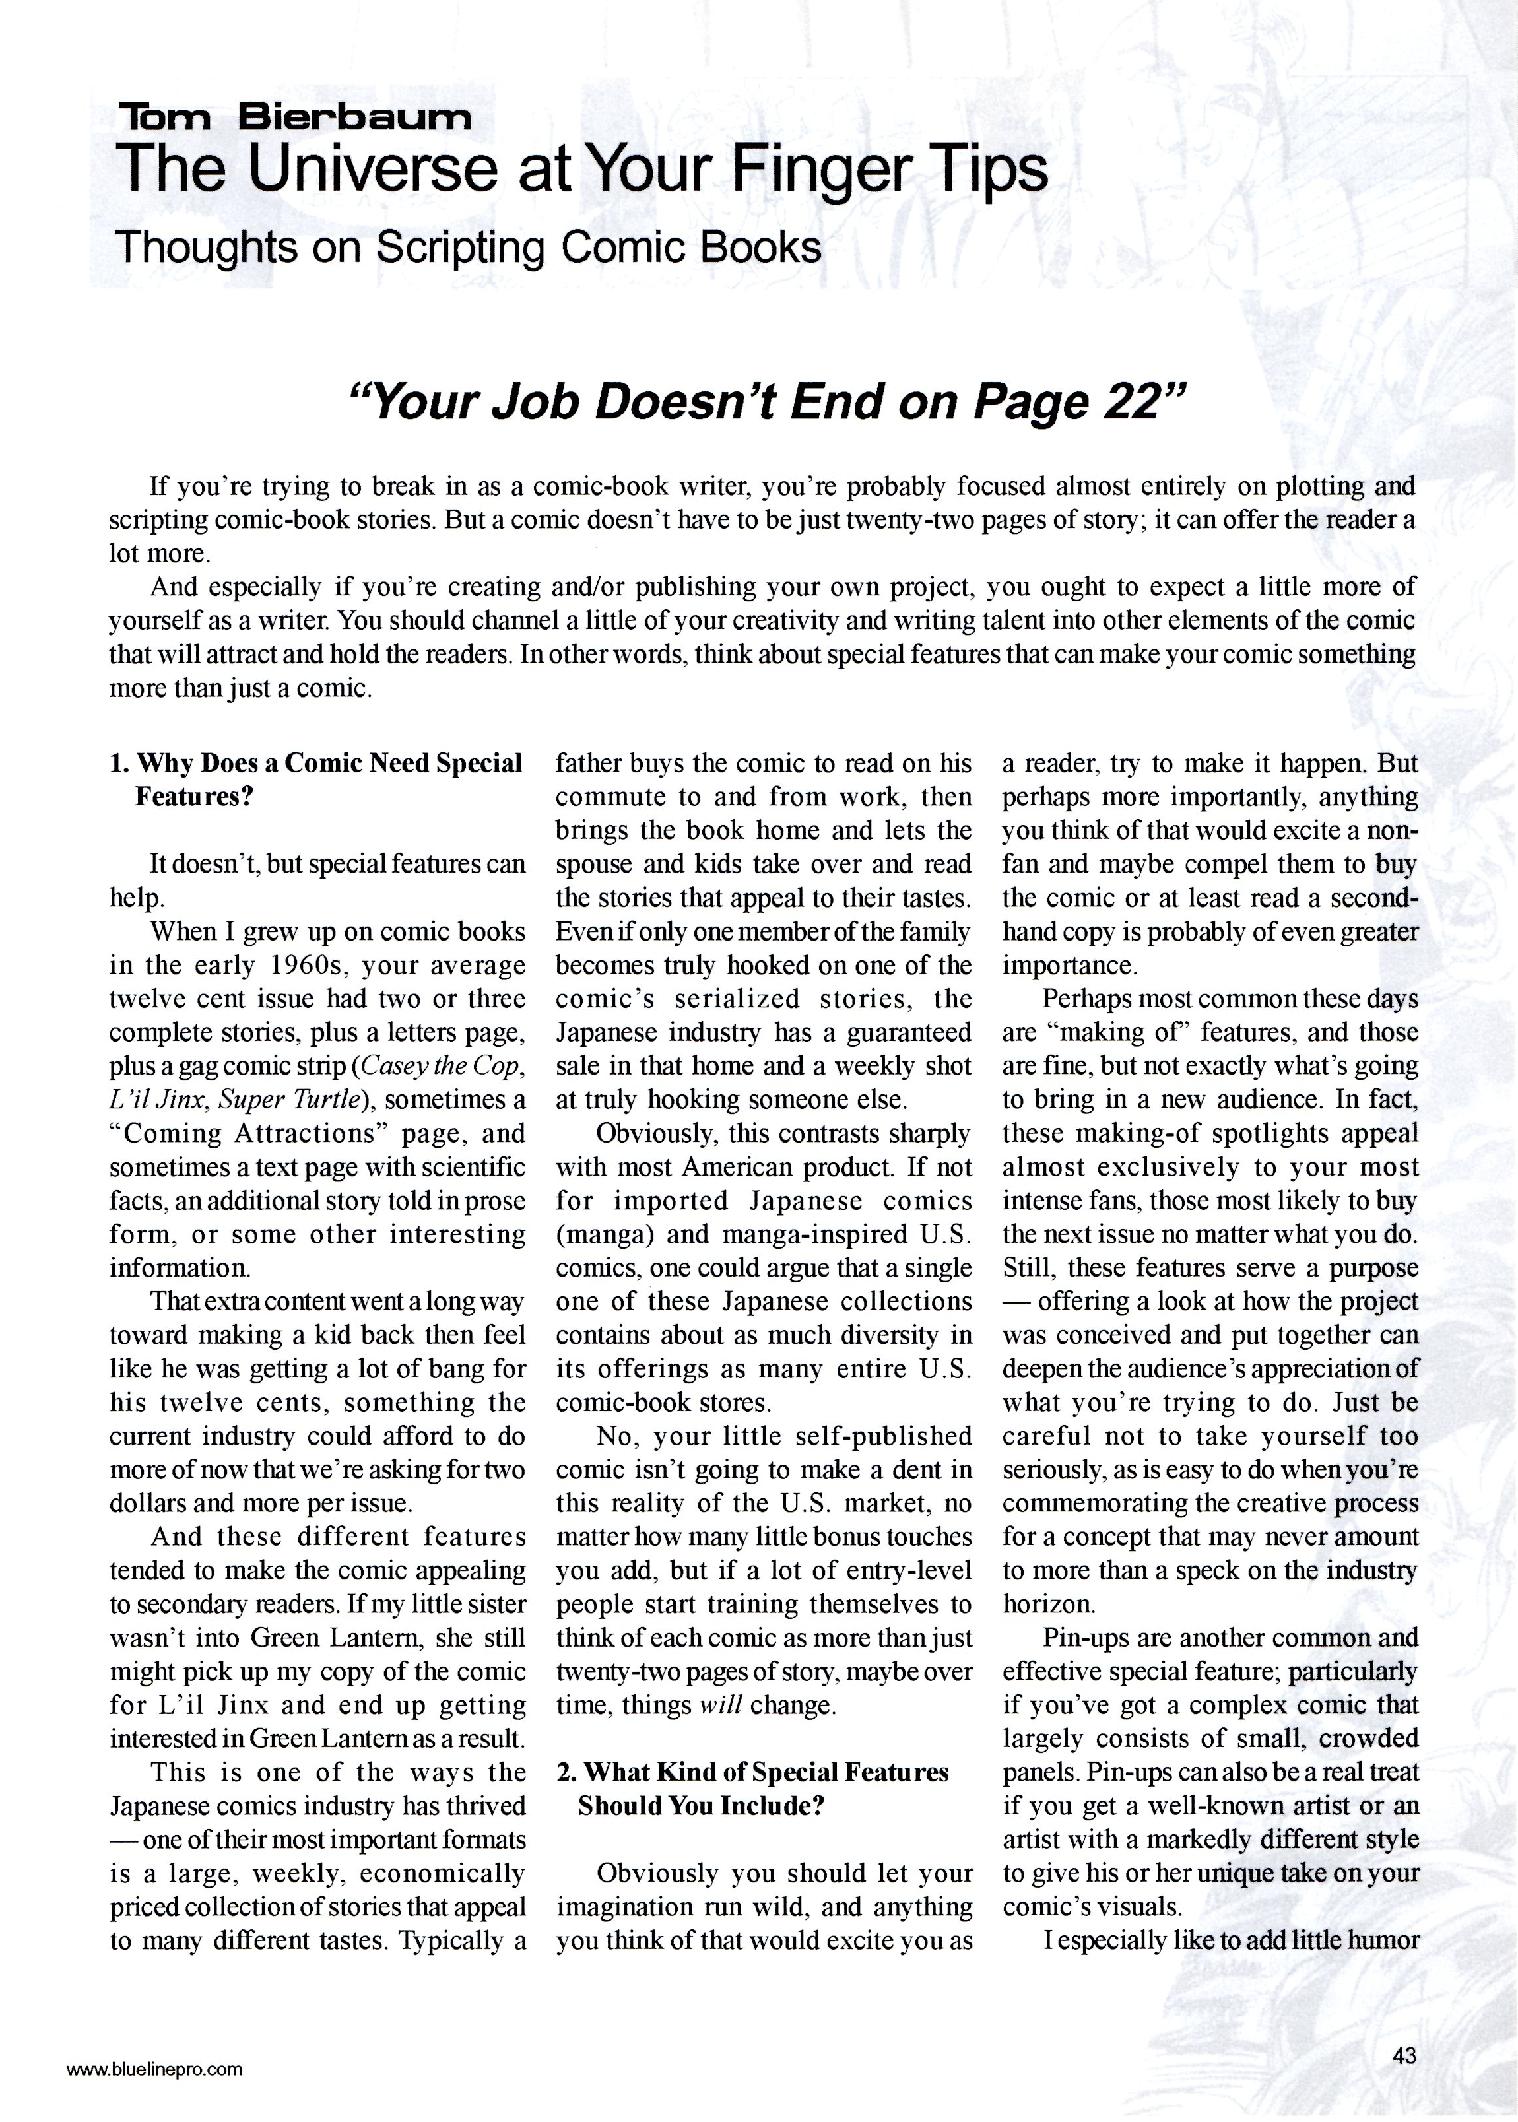 Tom Bierbaum
The Universe at Your Finger Tips
Thoughts on Scripting Comic Books
“Your Job Doesn’t End on Page 22”
If you’re trying to break in as a comic-book writer, you’re probably focused almost entirely on plotting and
scripting comic-book stories. But a comic doesn’t have to be just twenty-two pages of story; it can offer the reader a
lot more.
And especially if you’re creating and/or publishing your own project, you ought to expect a little more of
yourself as a writer. You should channel a little of your creativity and writing talent into other elements of the comic
that will attract and hold the readers. In other words, think about special features that can make your comic something
more than just a comic.
1. Why Does a Comic Need Special
Features?
It doesn’t, but special features can
help.
When I grew up on comic books
in the early 1960s, your average
twelve cent issue had two or three
complete stories, plus a letters page,
plus a gag comic strip (Casey the Cop,
L’il Jinx, Super Turtle), sometimes a
“Coming Attractions” page, and
sometimes a text page with scientific
facts, an additional story told in prose
form, or some other interesting
information.
That extra content went a long way
toward making a kid back then feel
like he was getting a lot of bang for
his twelve cents, something the
current industry could afford to do
more of now that we’re asking for two
dollars and more per issue.
And these different features
tended to make the comic appealing
to secondary readers. If my little sister
wasn’t into Green Lantern, she still
might pick up my copy of the comic
for L’il Jinx and end up getting
interested in Green Lantern as a result.
This is one of the ways the
Japanese comics industry has thrived
— one of their most important formats
is a large, weekly, economically
priced collection of stories that appeal
to many different tastes. Typically a
father buys the comic to read on his
commute to and from work, then
brings the book home and lets the
spouse and kids take over and read
the stories that appeal to their tastes.
Even if only one member of the family
becomes truly hooked on one of the
comic’s serialized stories, the
Japanese industry has a guaranteed
sale in that home and a weekly shot
at truly hooking someone else.
Obviously, this contrasts sharply
with most American product. If not
for imported Japanese comics
(manga) and manga-inspired U.S.
comics, one could argue that a single
one of these Japanese collections
contains about as much diversity in
its offerings as many entire U.S.
comic-book stores.
No, your little self-published
comic isn’t going to make a dent in
this reality of the U.S. market, no
matter how many little bonus touches
you add, but if a lot of entry-level
people start training themselves to
think of each comic as more than just
twenty-two pages of story, maybe over
time, things will change.
2. What Kind of Special Features
Should You Include?
Obviously you should let your
imagination run wild, and anything
you think of that would excite you as
a reader, try to make it happen. But
perhaps more importantly, anything
you think of that would excite a non-
fan and maybe compel them to buy
the comic or at least read a second-
hand copy is probably of even greater
importance.
Perhaps most common these days
are “making of” features, and those
are fine, but not exactly what’s going
to bring in a new audience. In fact,
these making-of spotlights appeal
almost exclusively to your most
intense fans, those most likely to buy
the next issue no matter what you do.
Still, these features serve a purpose
— offering a look at how the project
was conceived and put together can
deepen the audience’s appreciation of
what you’re trying to do. Just be
careful not to take yourself too
seriously, as is easy to do when you’re
commemorating the creative process
for a concept that may never amount
to more than a speck on the industry
horizon.
Pin-ups are another common and
effective special feature; particularly
if you’ve got a complex comic that
largely consists of small, crowded
panels. Pin-ups can also be a real treat
if you get a well-known artist or an
artist with a markedly different style
to give his or her unique take on your
comic’s visuals.
I especially like to add little humor
www.bluelinepro.com
43